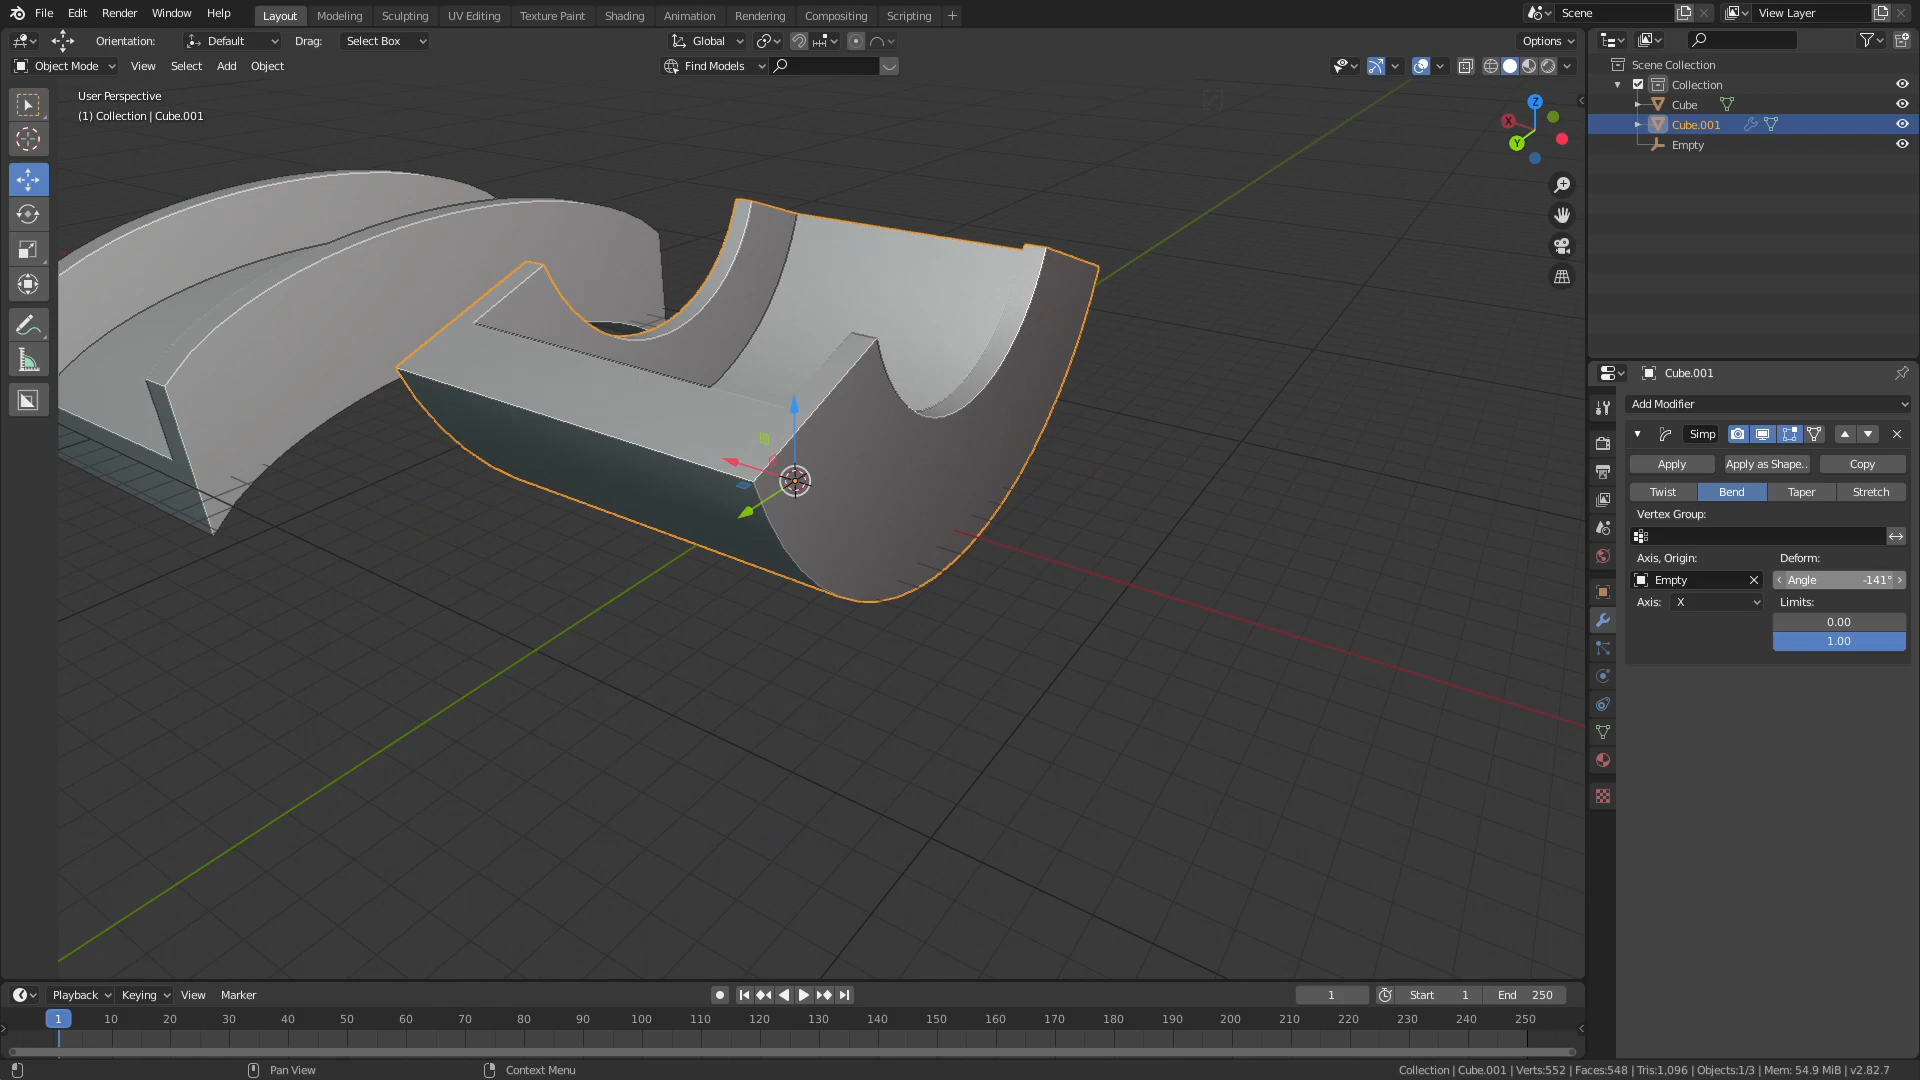 File Edit Render Window Help Layout Modeling Sculpting UV Editing Texture Paint Shading Animation Rendering Compositing Scripting + Scene View Layer
Orientation: Default Drag: Select Box Global Options
Object Mode View Select Add Object Find Models
User Perspective
(1) Collection | Cube.001
Z
X
Y
Scene Collection
Collection
Cube
Cube.001
Empty
Cube.001
Add Modifier
Simp
Apply Apply as Shape.. Copy
Twist Bend Taper Stretch
Vertex Group:
Axis, Origin: Deform:
Empty Angle -141°
Axis: X Limits:
0.00
1.00
Playback Keying View Marker 1 Start 1 End 250
1 10 20 30 40 50 60 70 80 90 100 110 120 130 140 150 160 170 180 190 200 210 220 230 240 250
Pan View Context Menu Collection | Cube.001 | Verts:552 | Faces:548 | Tris:1,096 | Objects:1/3 | Mem: 54.9 MiB | v2.82.7